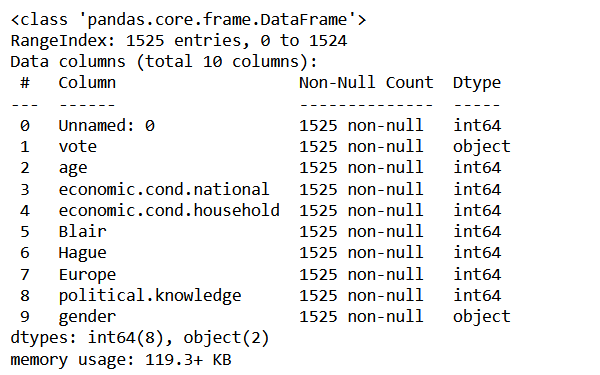 <class 'pandas.core.frame.DataFrame'>
RangeIndex: 1525 entries, 0 to 1524
Data columns (total 10 columns):
 #   Column                   Non-Null Count  Dtype
---  ------                   --------------  -----
 0   Unnamed: 0               1525 non-null   int64
 1   vote                     1525 non-null   object
 2   age                      1525 non-null   int64
 3   economic.cond.national   1525 non-null   int64
 4   economic.cond.household  1525 non-null   int64
 5   Blair                    1525 non-null   int64
 6   Hague                    1525 non-null   int64
 7   Europe                   1525 non-null   int64
 8   political.knowledge      1525 non-null   int64
 9   gender                   1525 non-null   object
dtypes: int64(8), object(2)
memory usage: 119.3+ KB